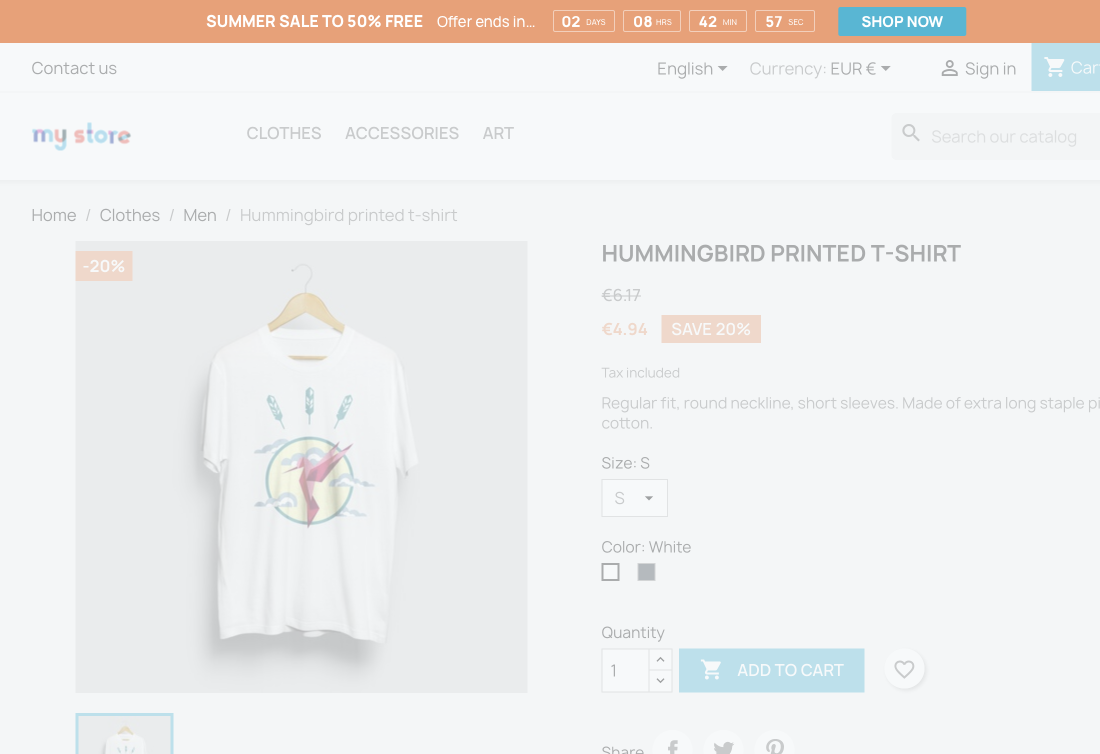 SUMMER SALE TO 50% FREE Offer ends in... 02 DAYS 08 HRS 42 MIN 57 SEC SHOP NOW
Contact us English Currency: EUR € Sign in
my store CLOTHES ACCESSORIES ART Search our catalog
Home / Clothes / Men / Hummingbird printed t-shirt
-20%
HUMMINGBIRD PRINTED T-SHIRT
€6.17
€4.94 SAVE 20%
Tax included
Regular fit, round neckline, short sleeves. Made of extra long staple
cotton.
Size: S
S
Color: White
Quantity
1 ADD TO CART
Share